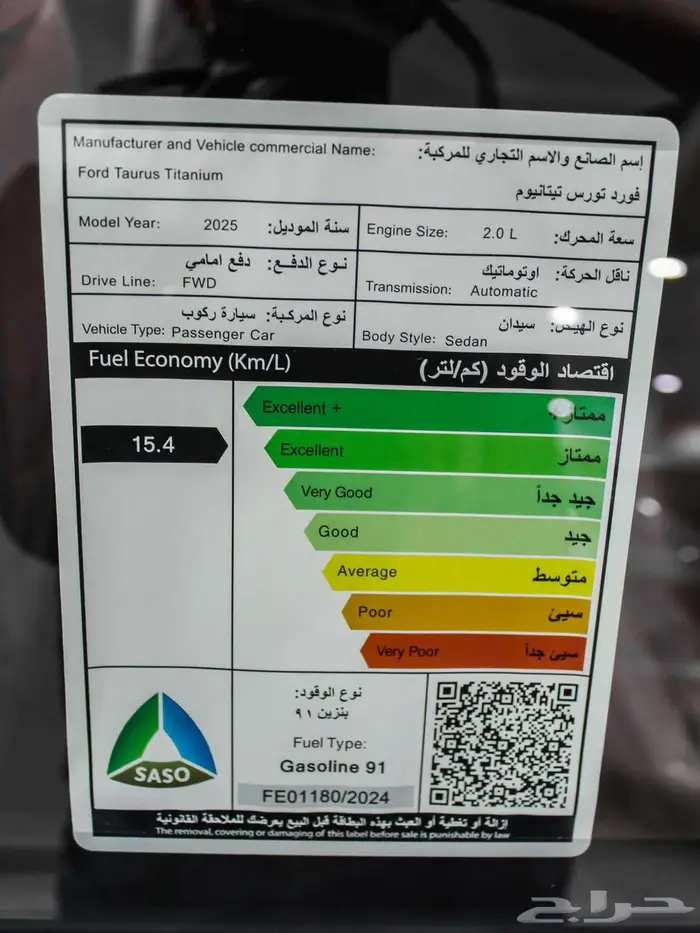 Manufacturer and Vehicle commercial Name: إسم الصانع والاسم التجاري للمركبة:
Ford Taurus Titanium
فورد تورس تيتانيوم
Model Year: 2025 سنة الموديل:
Engine Size: 2.0 L سعة المحرك:
نوع الدفع: دفع امامي
Drive Line: FWD
ناقل الحركة: اوتوماتيك
Transmission: Automatic
نوع المركبة: سيارة ركوب
Vehicle Type: Passenger Car
نوع الهيكل: سيدان
Body Style: Sedan
Fuel Economy (Km/L) اقتصاد الوقود (كم/لتر)
15.4
Excellent + ممتاز +
Excellent ممتاز
Very Good جيد جداً
Good جيد
Average متوسط
Poor سيئ
Very Poor سيئ جداً
SASO
نوع الوقود:
بنزين ٩١
Fuel Type:
Gasoline 91
FE01180/2024
إزالة أو تغطية أو العبث بهذه البطاقة قبل البيع يعرضك للملاحقة القانونية
The removal, covering or damaging of this label before sale is punishable by law
حراج